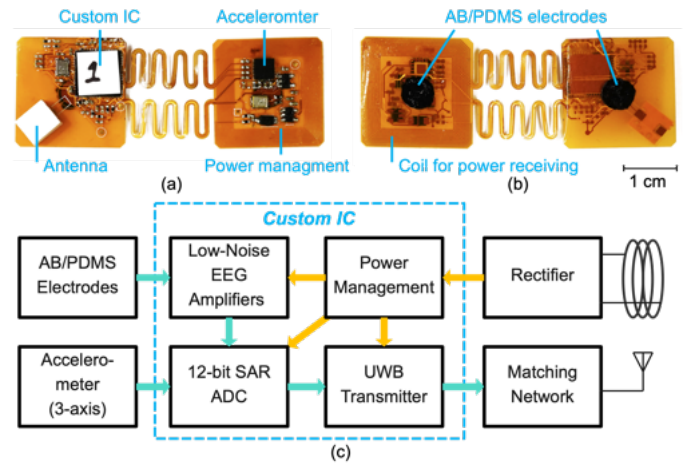 Custom IC
Acceleromter
AB/PDMS electrodes
1
Antenna
Power managment
Coil for power receiving
(a)
(b)
1 cm
Custom IC
AB/PDMS
Electrodes
Low-Noise
EEG
Amplifiers
Power
Management
Rectifier
Accelero-
meter
(3-axis)
12-bit SAR
ADC
UWB
Transmitter
Matching
Network
(c)